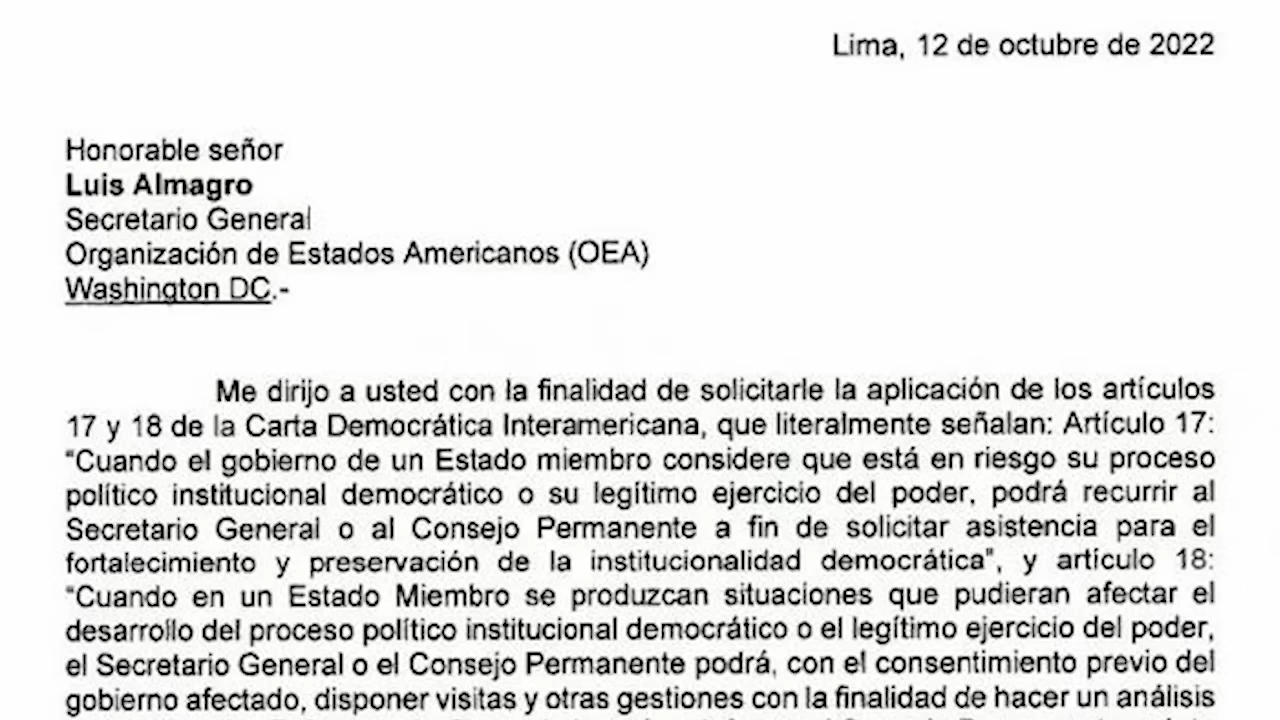 Lima, 12 de octubre de 2022
Honorable señor
Luis Almagro
Secretario General
Organización de Estados Americanos (OEA)
Washington DC.-
Me dirijo a usted con la finalidad de solicitarle la aplicación de los artículos
17 y 18 de la Carta Democrática Interamericana, que literalmente señalan: Artículo 17:
“Cuando el gobierno de un Estado miembro considere que está en riesgo su proceso
político institucional democrático o su legítimo ejercicio del poder, podrá recurrir al
Secretario General o al Consejo Permanente a fin de solicitar asistencia para el
fortalecimiento y preservación de la institucionalidad democrática”, y artículo 18:
“Cuando en un Estado Miembro se produzcan situaciones que pudieran afectar el
desarrollo del proceso político institucional democrático o el legítimo ejercicio del poder,
el Secretario General o el Consejo Permanente podrá, con el consentimiento previo del
gobierno afectado, disponer visitas y otras gestiones con la finalidad de hacer un análisis